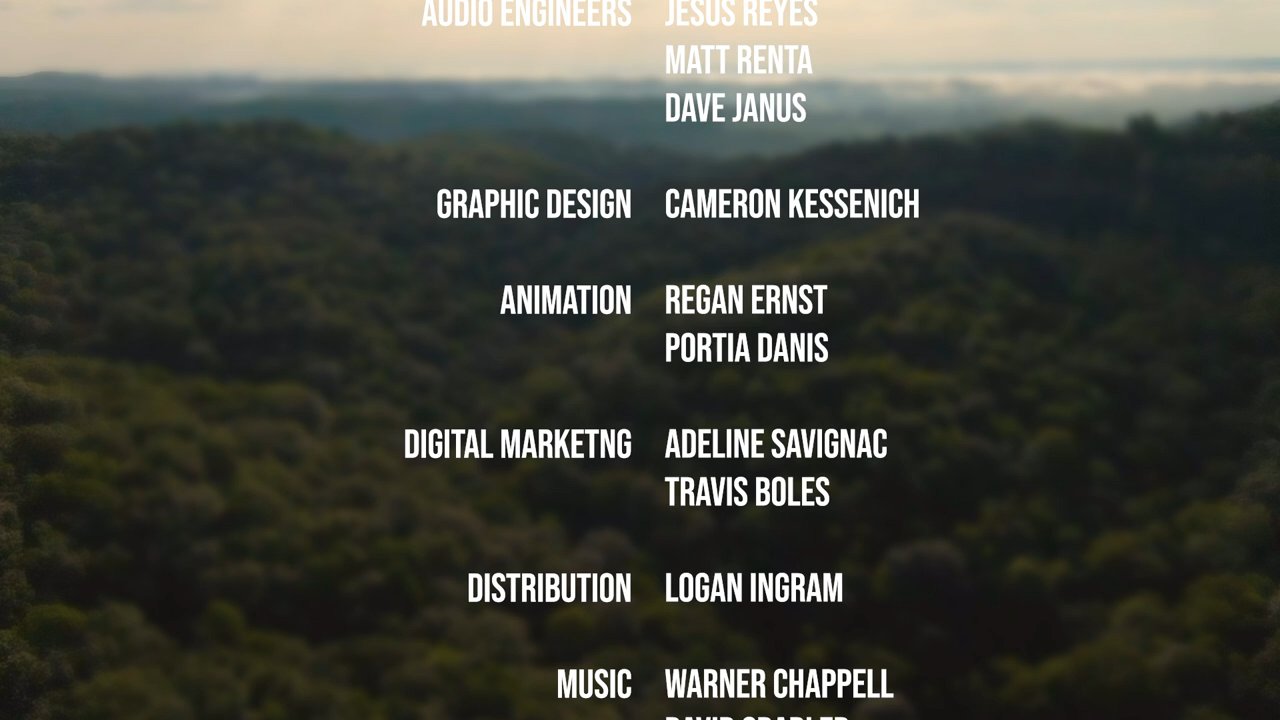 AUDIO ENGINEERS JESUS REYES
MATT RENTA
DAVE JANUS
GRAPHIC DESIGN CAMERON KESSENICH
ANIMATION REGAN ERNST
PORTIA DANIS
DIGITAL MARKETNG ADELINE SAVIGNAC
TRAVIS BOLES
DISTRIBUTION LOGAN INGRAM
MUSIC WARNER CHAPPELL